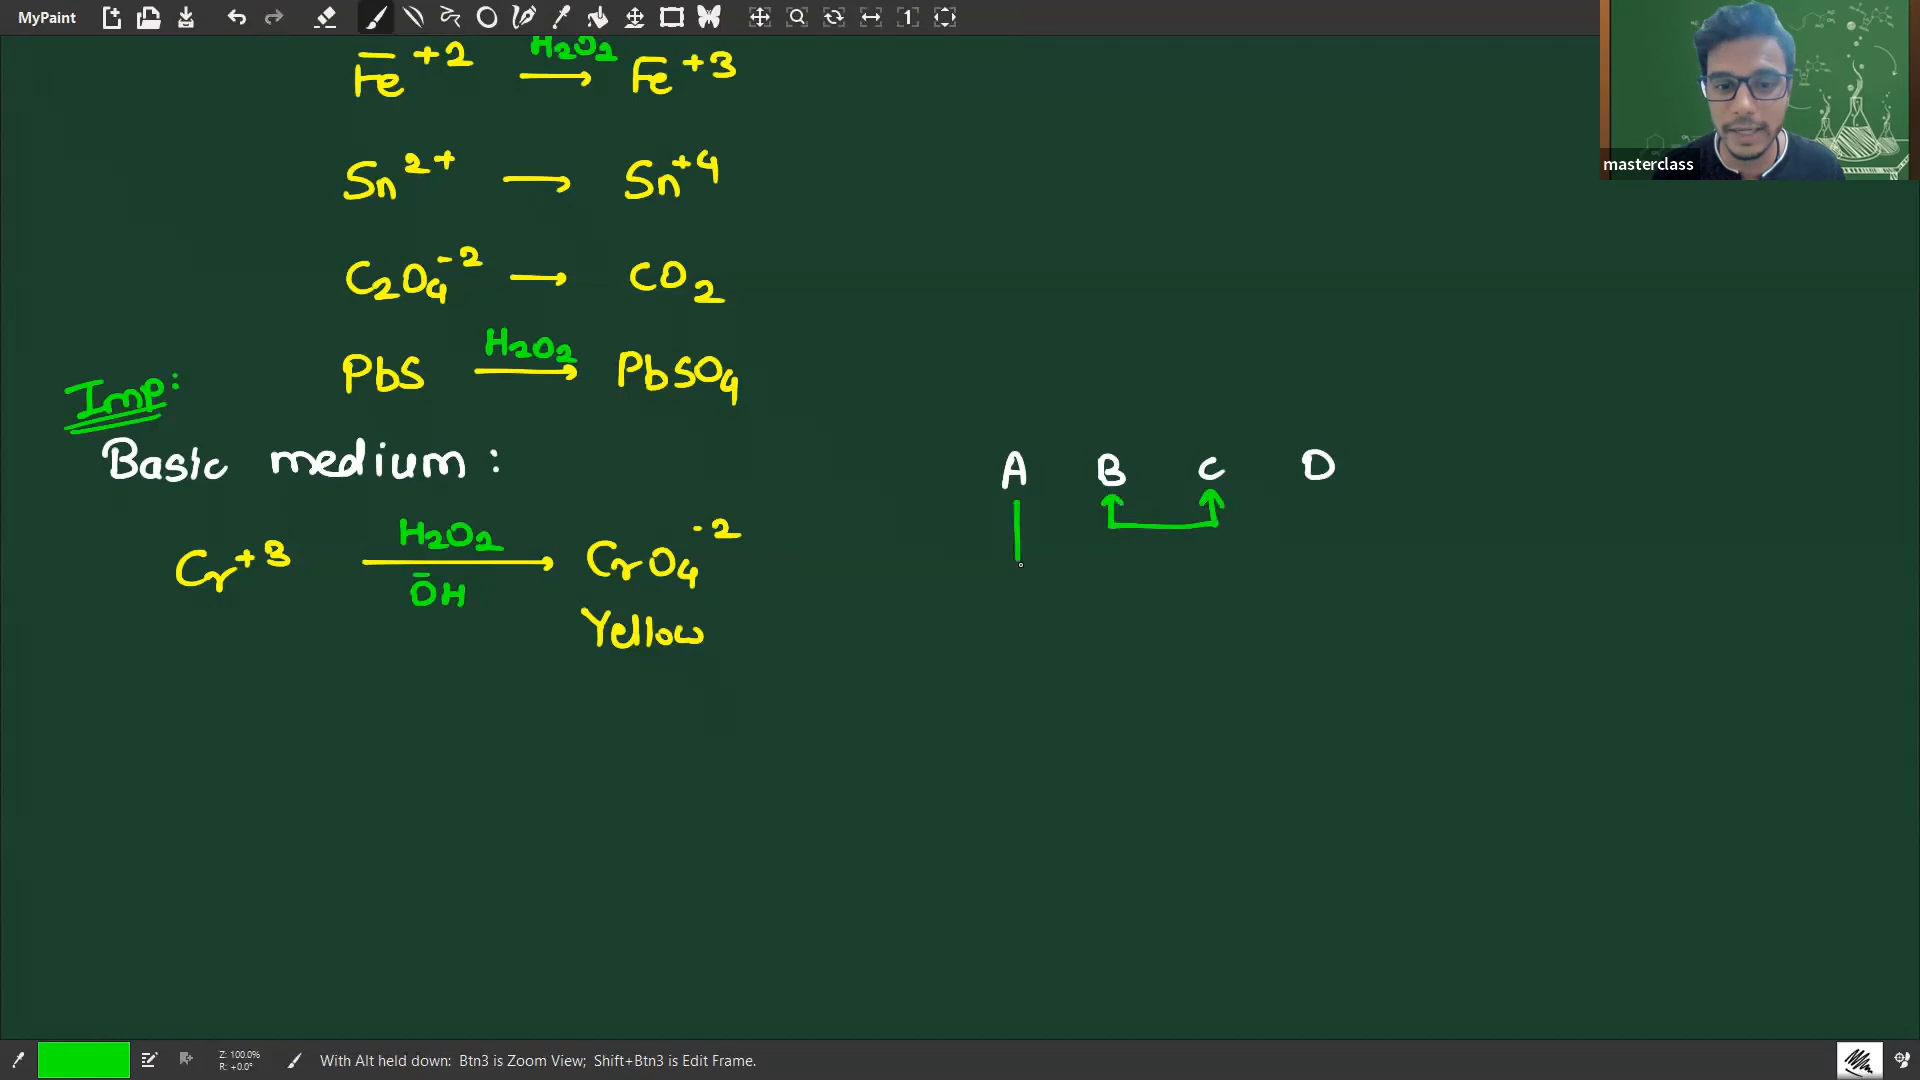 MyPaint
masterclass
H2O2
Fe+2 ⟶ Fe+3
Sn2+ ⟶ Sn+4
C2O4-2 ⟶ CO2
H2O2
PbS ⟶ PbSO4
Imp:
Basic medium:
A B C D
H2O2
Cr+3 ⟶ CrO4-2
ŌH
Yellow
Z: 100.0%
R: +0.0°
With Alt held down: Btn3 is Zoom View; Shift+Btn3 is Edit Frame.